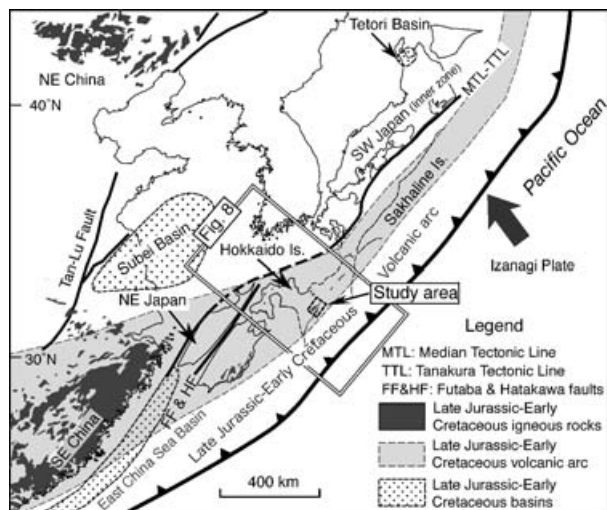 Tetori Basin
NE China
40°N
SW Japan (inner zone)
MTL-TTL
Pacific Ocean
Tan-Lu Fault
Subei Basin
Fig. 8
Hokkaido Is.
Sakhaline Is.
Volcanic arc
Izanagi Plate
NE Japan
Study area
30°N
FF & HF
SE China
East China Sea Basin
Late Jurassic-Early Cretaceous
400 km
Legend
MTL: Median Tectonic Line
TTL: Tanakura Tectonic Line
FF&HF: Futaba & Hatakawa faults
Late Jurassic-Early
Cretaceous igneous rocks
Late Jurassic-Early
Cretaceous volcanic arc
Late Jurassic-Early
Cretaceous basins